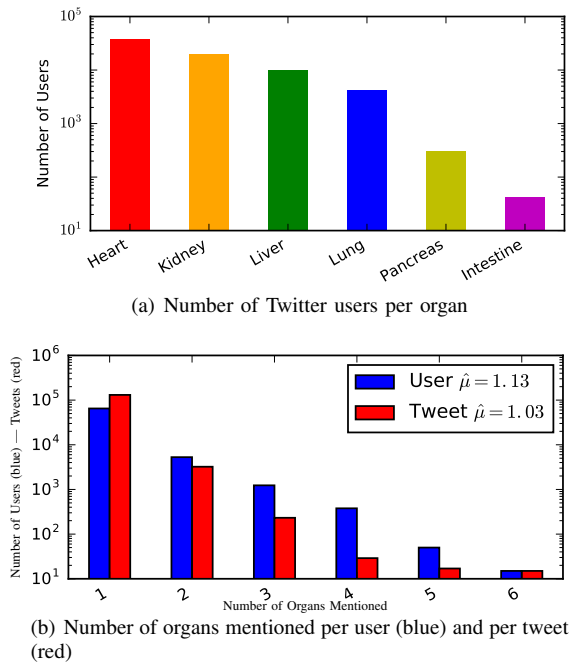 10^5
10^3
10^1
Number of Users
Heart
Kidney
Liver
Lung
Pancreas
Intestine
(a) Number of Twitter users per organ
10^6
10^5
10^4
10^3
10^2
10^1
Number of Users (blue) — Tweets (red)
User μ̂ = 1.13
Tweet μ̂ = 1.03
1
2
3
4
5
6
Number of Organs Mentioned
(b) Number of organs mentioned per user (blue) and per tweet
(red)